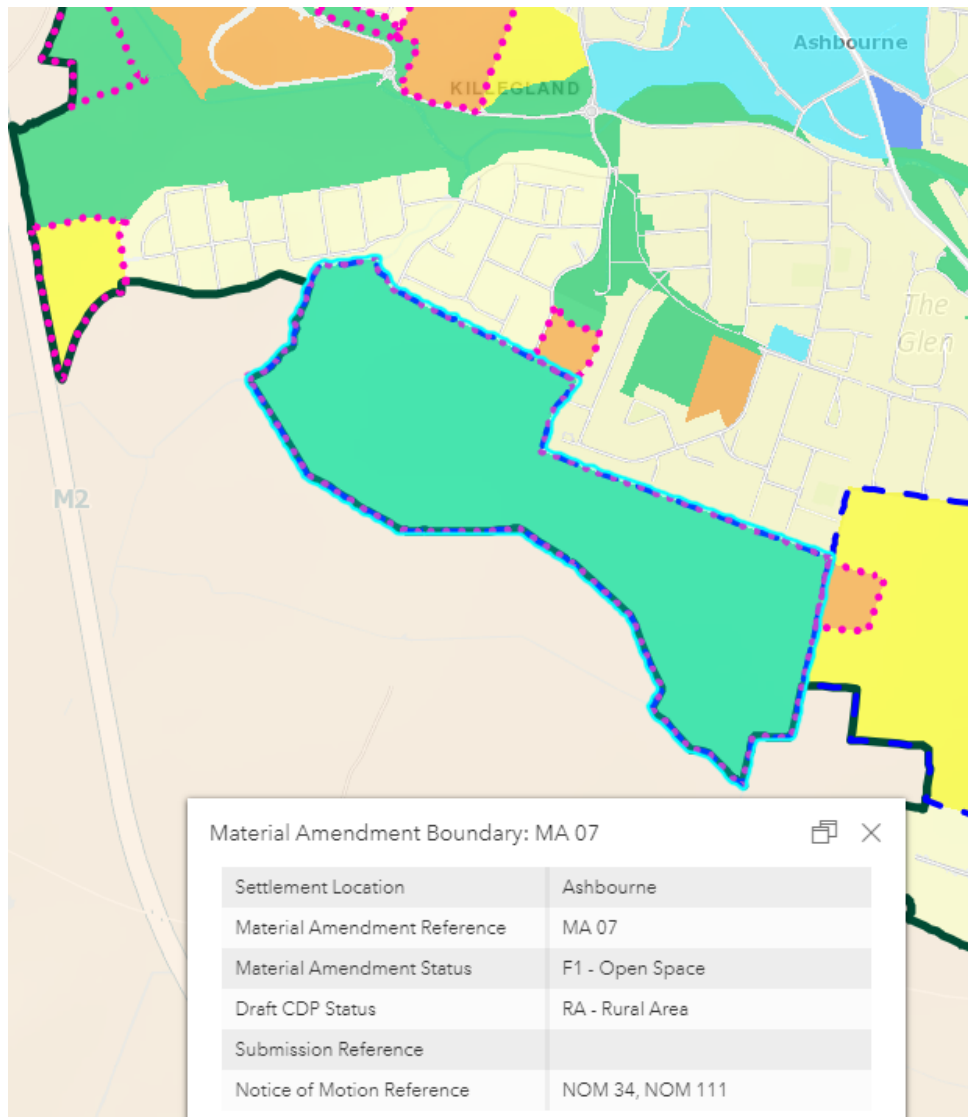 Ashbourne
KILLEGLAND
The
Glen
M2
Material Amendment Boundary: MA 07
Settlement Location Ashbourne
Material Amendment Reference MA 07
Material Amendment Status F1 - Open Space
Draft CDP Status RA - Rural Area
Submission Reference
Notice of Motion Reference NOM 34, NOM 111